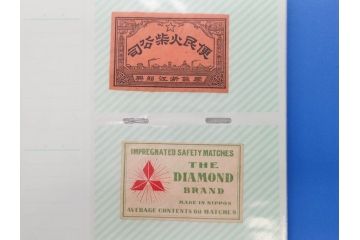 便民火柴公司
IMPREGNATED SAFETY MATCHES
THE
DIAMOND
BRAND
MADE IN NIPPON
AVERAGE CONTENTS 60 MATCHES